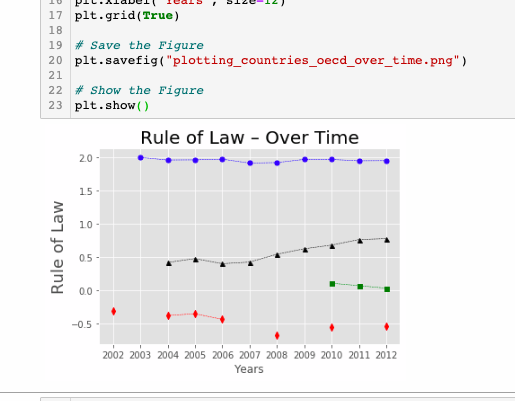 16 plt.xlabel("Years", size=12)
17 plt.grid(True)
18
19 # Save the Figure
20 plt.savefig("plotting_countries_oecd_over_time.png")
21
22 # Show the Figure
23 plt.show()
Rule of Law – Over Time
Rule of Law
2.0
1.5
1.0
0.5
0.0
−0.5
2002 2003 2004 2005 2006 2007 2008 2009 2010 2011 2012
Years